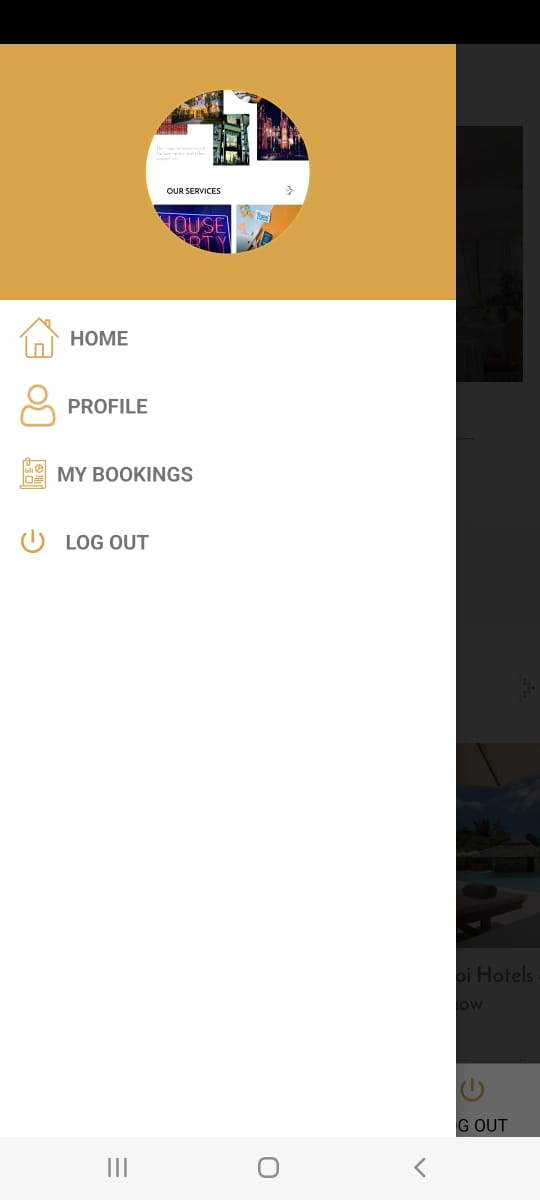 OUR SERVICES
HOUSE
PARTY
HOME
PROFILE
MY BOOKINGS
LOG OUT
oi Hotels
ow
G OUT